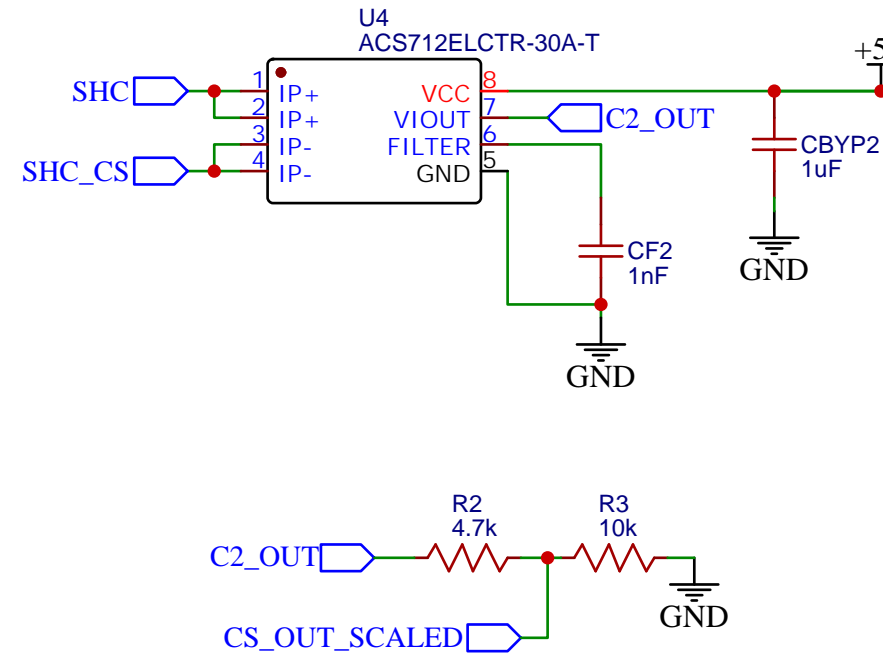 U4
ACS712ELCTR-30A-T
+5
SHC
1
IP+
VCC
8
2
IP+
VIOUT
7
C2_OUT
3
IP-
FILTER
6
SHC_CS
4
IP-
GND
5
CBYP2
1uF
CF2
1nF
GND
GND
R2
4.7k
R3
10k
C2_OUT
GND
CS_OUT_SCALED